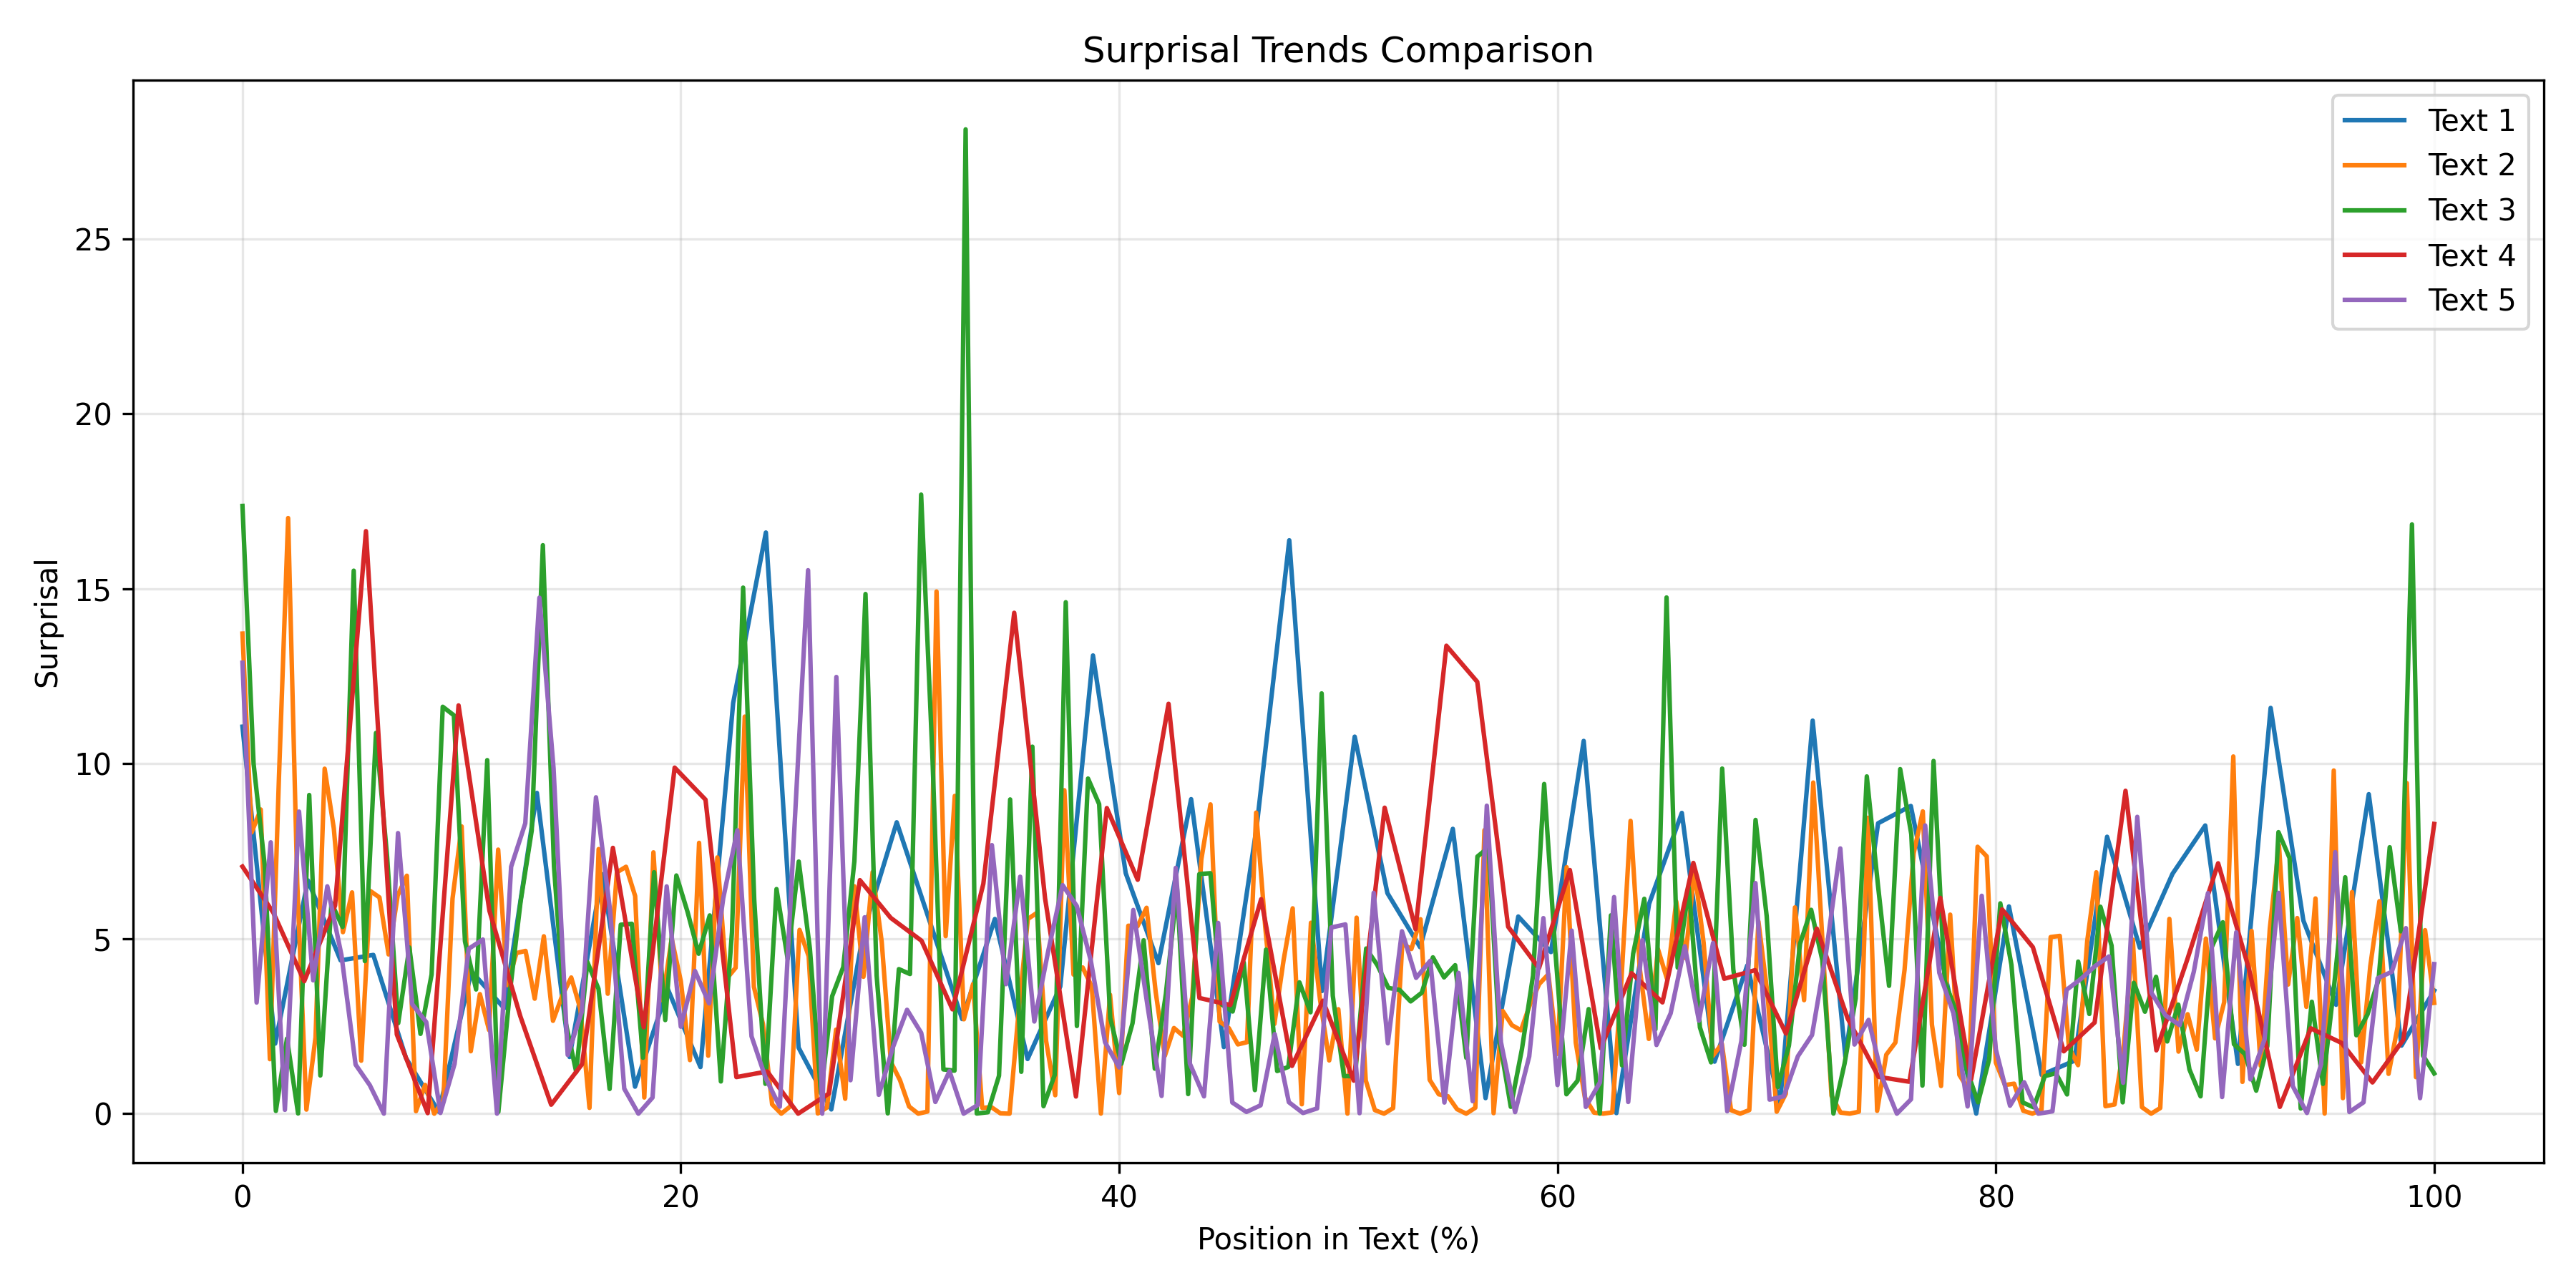 Surprisal Trends Comparison
Text 1
Text 2
Text 3
Text 4
Text 5
Surprisal
25
20
15
10
5
0
0 20 40 60 80 100
Position in Text (%)